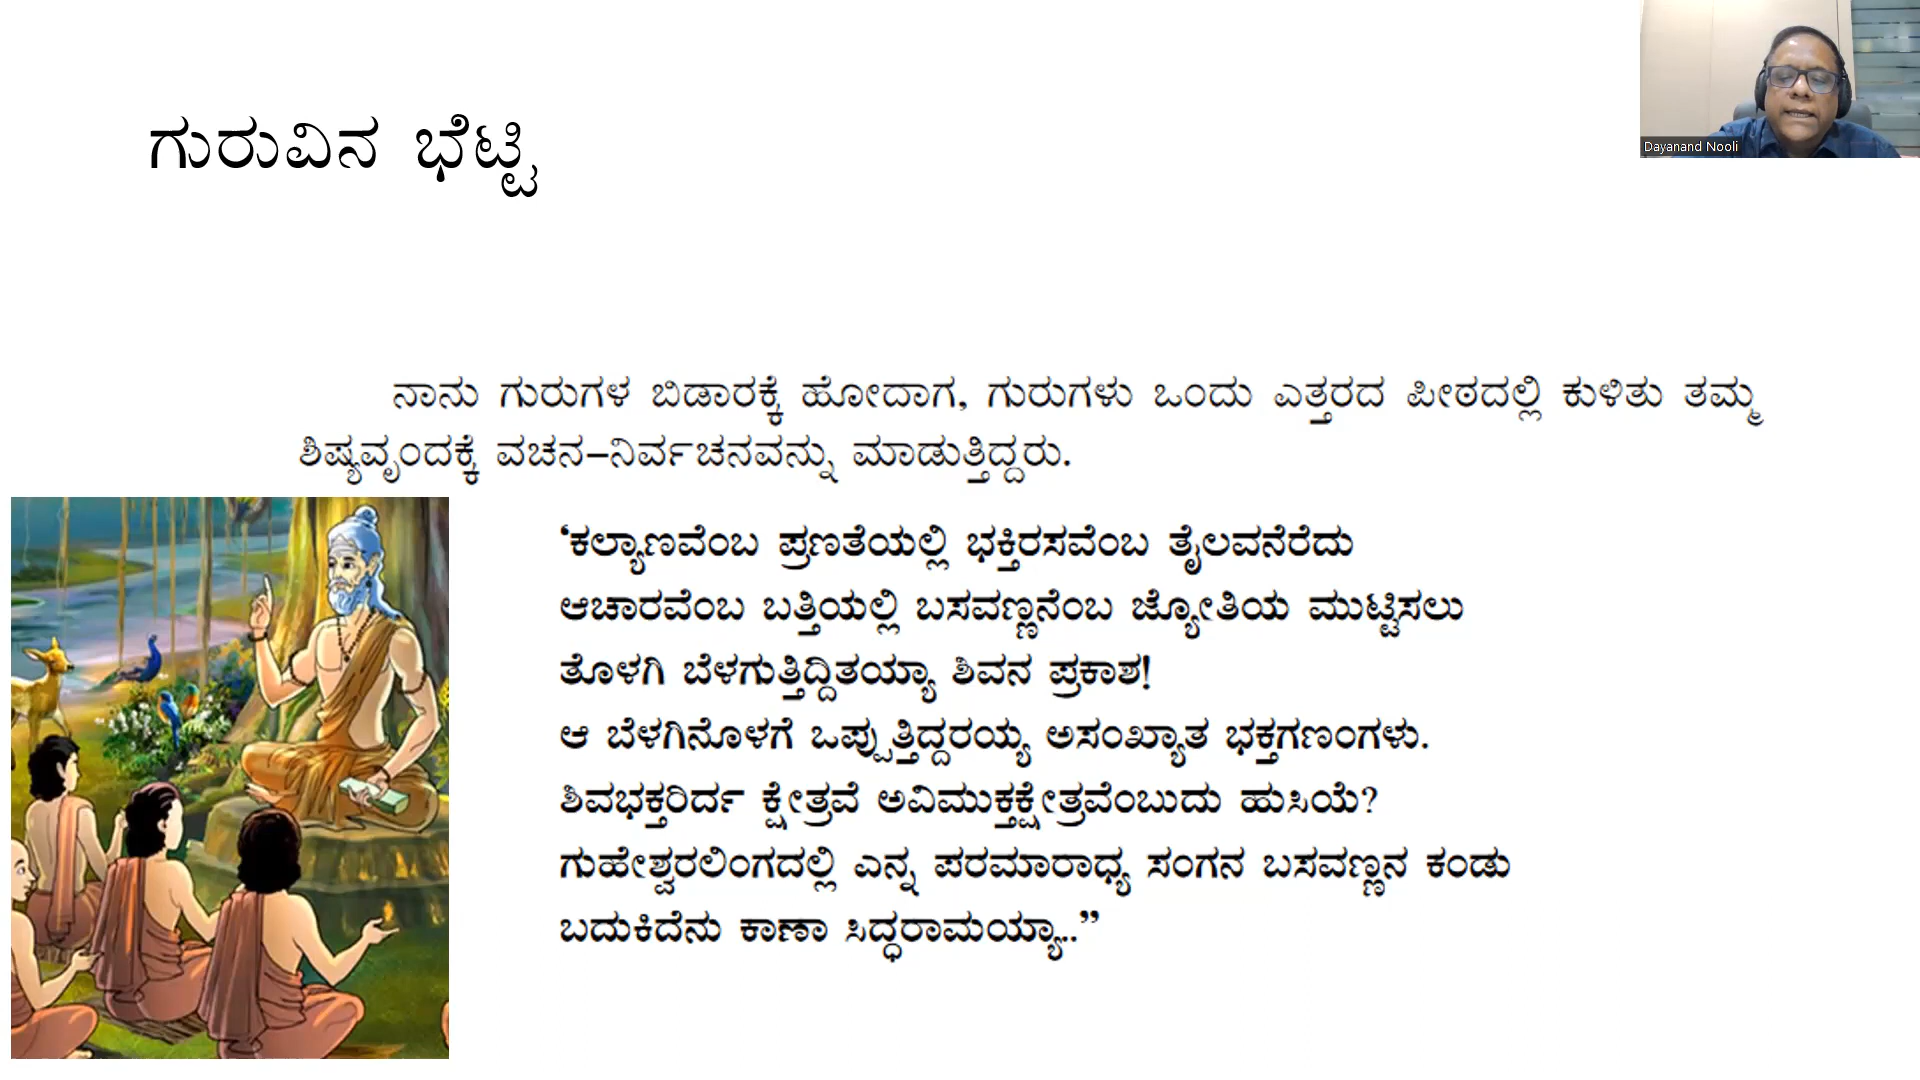 ಗುರುವಿನ ಭೆಟ್ಟಿ
Dayanand Nooli
ನಾನು ಗುರುಗಳ ಬಿಡಾರಕ್ಕೆ ಹೋದಾಗ, ಗುರುಗಳು ಒಂದು ಎತ್ತರದ ಪೀಠದಲ್ಲಿ ಕುಳಿತು ತಮ್ಮ
ಶಿಷ್ಯವೃಂದಕ್ಕೆ ವಚನ–ನಿರ್ವಚನವನ್ನು ಮಾಡುತ್ತಿದ್ದರು.
‘ಕಲ್ಯಾಣವೆಂಬ ಪ್ರಣತೆಯಲ್ಲಿ ಭಕ್ತಿರಸವೆಂಬ ತೈಲವನೆರೆದು
ಆಚಾರವೆಂಬ ಬತ್ತಿಯಲ್ಲಿ ಬಸವಣ್ಣನೆಂಬ ಜ್ಯೋತಿಯ ಮುಟ್ಟಿಸಲು
ತೊಳಗಿ ಬೆಳಗುತ್ತಿದ್ದಿತಯ್ಯಾ ಶಿವನ ಪ್ರಕಾಶ!
ಆ ಬೆಳಗಿನೊಳಗೆ ಒಪ್ಪುತ್ತಿದ್ದರಯ್ಯ ಅಸಂಖ್ಯಾತ ಭಕ್ತಗಣಂಗಳು.
ಶಿವಭಕ್ತರಿರ್ದ ಕ್ಷೇತ್ರವೆ ಅವಿಮುಕ್ತಕ್ಷೇತ್ರವೆಂಬುದು ಹುಸಿಯೆ?
ಗುಹೇಶ್ವರಲಿಂಗದಲ್ಲಿ ಎನ್ನ ಪರಮಾರಾಧ್ಯ ಸಂಗನ ಬಸವಣ್ಣನ ಕಂಡು
ಬದುಕಿದೆನು ಕಾಣಾ ಸಿದ್ಧರಾಮಯ್ಯಾ..”